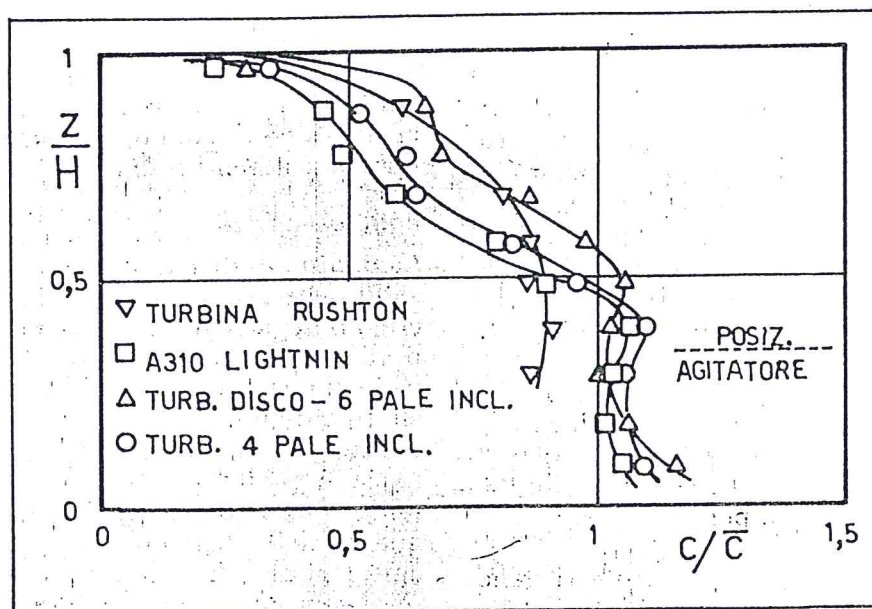 1
Z
H
0,5
▽ TURBINA RUSHTON
□ A310 LIGHTNIN
△ TURB. DISCO - 6 PALE INCL.
○ TURB. 4 PALE INCL.
POSIZ.
AGITATORE
0
0
0,5
1
C/C̅
1,5